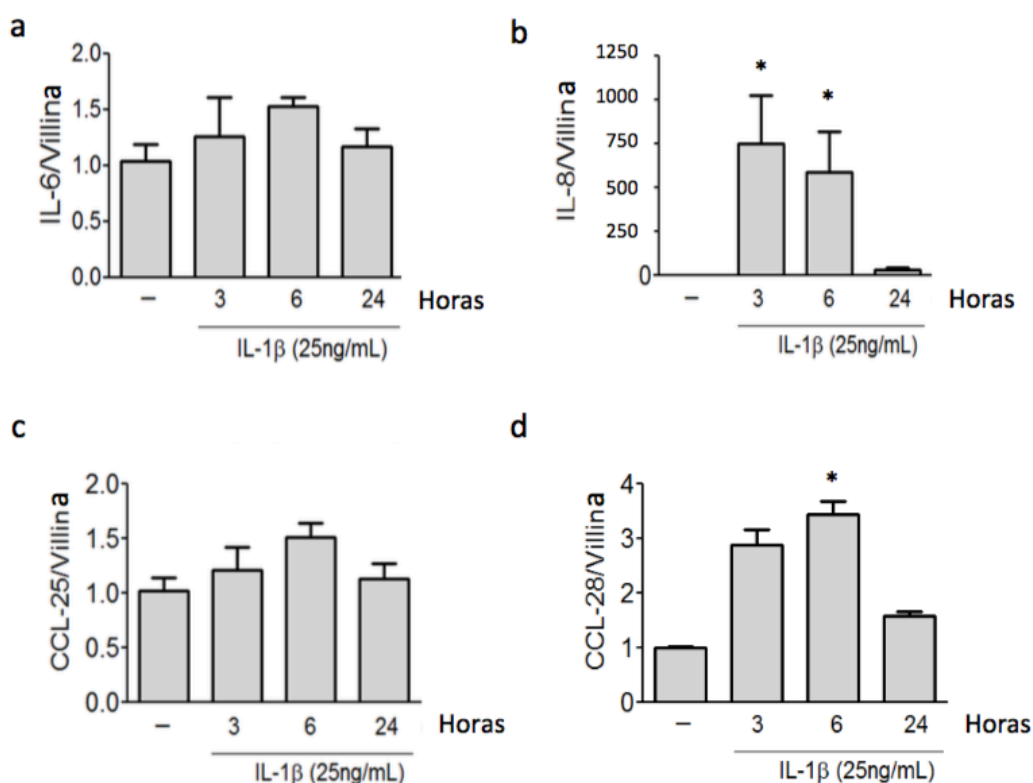 a
IL-6/Villina
2.0
1.5
1.0
0.5
0.0
– 3 6 24 Horas
IL-1β (25ng/mL)
b
IL-8/Villina
1250
1000
750
500
250
0
* *
– 3 6 24 Horas
IL-1β (25ng/mL)
c
CCL-25/Villina
2.0
1.5
1.0
0.5
0.0
– 3 6 24 Horas
IL-1β (25ng/mL)
d
CCL-28/Villina
4
3
2
1
0
*
– 3 6 24 Horas
IL-1β (25ng/mL)